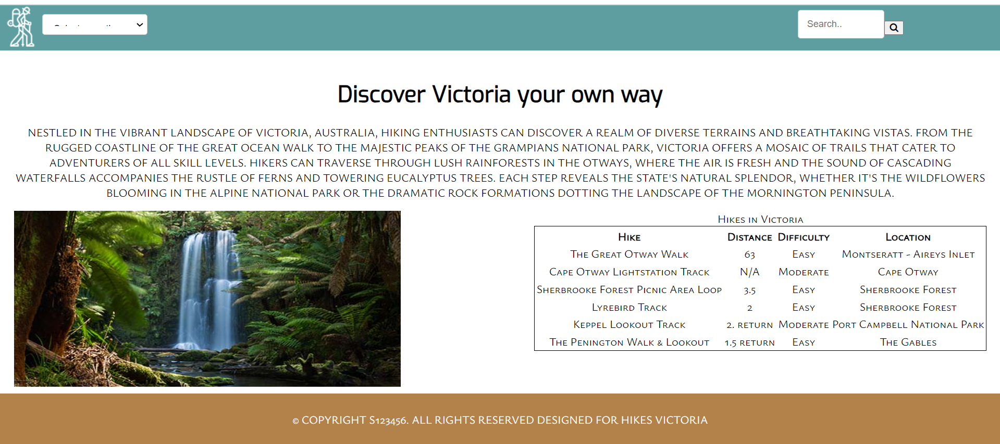 Search..
Discover Victoria your own way
NESTLED IN THE VIBRANT LANDSCAPE OF VICTORIA, AUSTRALIA, HIKING ENTHUSIASTS CAN DISCOVER A REALM OF DIVERSE TERRAINS AND BREATHTAKING VISTAS. FROM THE
RUGGED COASTLINE OF THE GREAT OCEAN WALK TO THE MAJESTIC PEAKS OF THE GRAMPIANS NATIONAL PARK, VICTORIA OFFERS A MOSAIC OF TRAILS THAT CATER TO
ADVENTURERS OF ALL SKILL LEVELS. HIKERS CAN TRAVERSE THROUGH LUSH RAINFORESTS IN THE OTWAYS, WHERE THE AIR IS FRESH AND THE SOUND OF CASCADING
WATERFALLS ACCOMPANIES THE RUSTLE OF FERNS AND TOWERING EUCALYPTUS TREES. EACH STEP REVEALS THE STATE'S NATURAL SPLENDOR, WHETHER IT'S THE WILDFLOWERS
BLOOMING IN THE ALPINE NATIONAL PARK OR THE DRAMATIC ROCK FORMATIONS DOTTING THE LANDSCAPE OF THE MORNINGTON PENINSULA.
Hikes in Victoria
Hike Distance Difficulty Location
The Great Otway Walk 63 Easy Montseratt - Aireys Inlet
Cape Otway Lightstation Track N/A Moderate Cape Otway
Sherbrooke Forest Picnic Area Loop 3.5 Easy Sherbrooke Forest
Lyrebird Track 2 Easy Sherbrooke Forest
Keppel Lookout Track 2. return Moderate Port Campbell National Park
The Penington Walk & Lookout 1.5 return Easy The Gables
© COPYRIGHT S123456. ALL RIGHTS RESERVED DESIGNED FOR HIKES VICTORIA